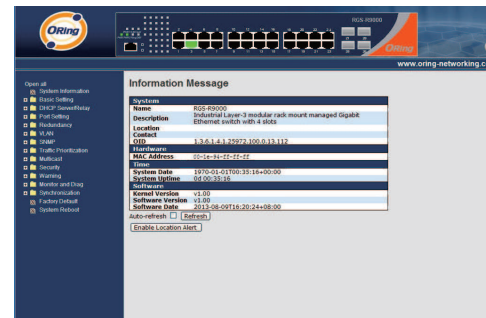 ORing
RGS-R9000
ORing
www.oring-networking.c
Open all
System Information
Basic Setting
DHCP Server/Relay
Port Setting
Redundancy
VLAN
SNMP
Traffic Prioritization
Multicast
Security
Warning
Monitor and Diag
Synchronization
Factory Default
System Reboot
Information Message
System
Name RGS-R9000
Description Industrial Layer-3 modular rack mount managed Gigabit
Ethernet switch with 4 slots
Location
Contact
OID 1.3.6.1.4.1.25972.100.0.13.112
Hardware
MAC Address 00-1e-94-ff-ff-ff
Time
System Date 1970-01-01T00:35:16+00:00
System Uptime 0d 00:35:16
Software
Kernel Version v1.00
Software Version v1.00
Software Date 2013-08-09T16:20:24+08:00
Auto-refresh Refresh
Enable Location Alert